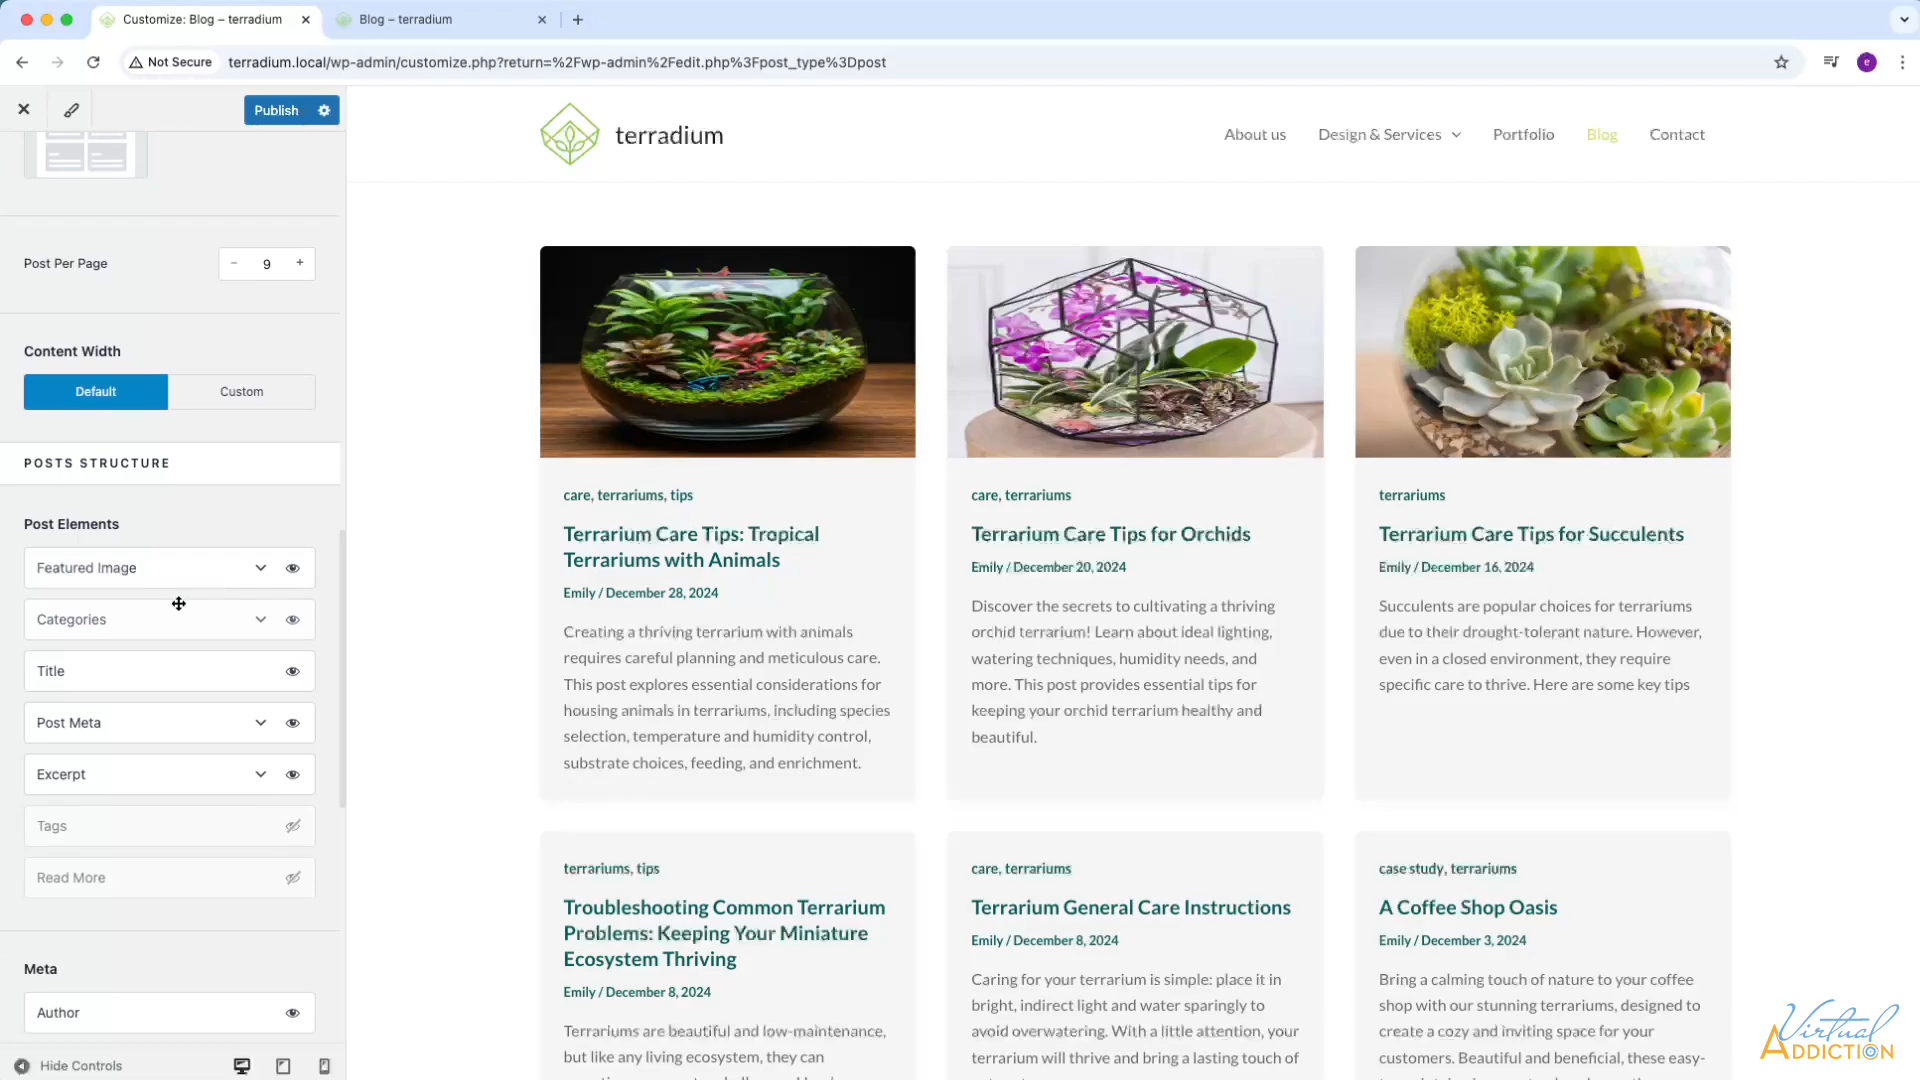 Customize: Blog – terradium
Blog – terradium
Not Secure
terradium.local/wp-admin/customize.php?return=%2Fwp-admin%2Fedit.php%3Fpost_type%3Dpost
e
Publish
Post Per Page
− 9 +
Content Width
Default
Custom
POSTS STRUCTURE
Post Elements
Featured Image
Categories
Title
Post Meta
Excerpt
Tags
Read More
Meta
Author
Hide Controls
terradium
About us
Design & Services
Portfolio
Blog
Contact
care, terrariums, tips
Terrarium Care Tips: Tropical
Terrariums with Animals
Emily / December 28, 2024
Creating a thriving terrarium with animals
requires careful planning and meticulous care.
This post explores essential considerations for
housing animals in terrariums, including species
selection, temperature and humidity control,
substrate choices, feeding, and enrichment.
care, terrariums
Terrarium Care Tips for Orchids
Emily / December 20, 2024
Discover the secrets to cultivating a thriving
orchid terrarium! Learn about ideal lighting,
watering techniques, humidity needs, and
more. This post provides essential tips for
keeping your orchid terrarium healthy and
beautiful.
terrariums
Terrarium Care Tips for Succulents
Emily / December 16, 2024
Succulents are popular choices for terrariums
due to their drought-tolerant nature. However,
even in a closed environment, they require
specific care to thrive. Here are some key tips
terrariums, tips
Troubleshooting Common Terrarium
Problems: Keeping Your Miniature
Ecosystem Thriving
Emily / December 8, 2024
Terrariums are beautiful and low-maintenance,
but like any living ecosystem, they can
care, terrariums
Terrarium General Care Instructions
Emily / December 8, 2024
Caring for your terrarium is simple: place it in
bright, indirect light and water sparingly to
avoid overwatering. With a little attention, your
terrarium will thrive and bring a lasting touch of
case study, terrariums
A Coffee Shop Oasis
Emily / December 3, 2024
Bring a calming touch of nature to your coffee
shop with our stunning terrariums, designed to
create a cozy and inviting space for your
customers. Beautiful and beneficial, these easy-
Virtual
ADDICTION